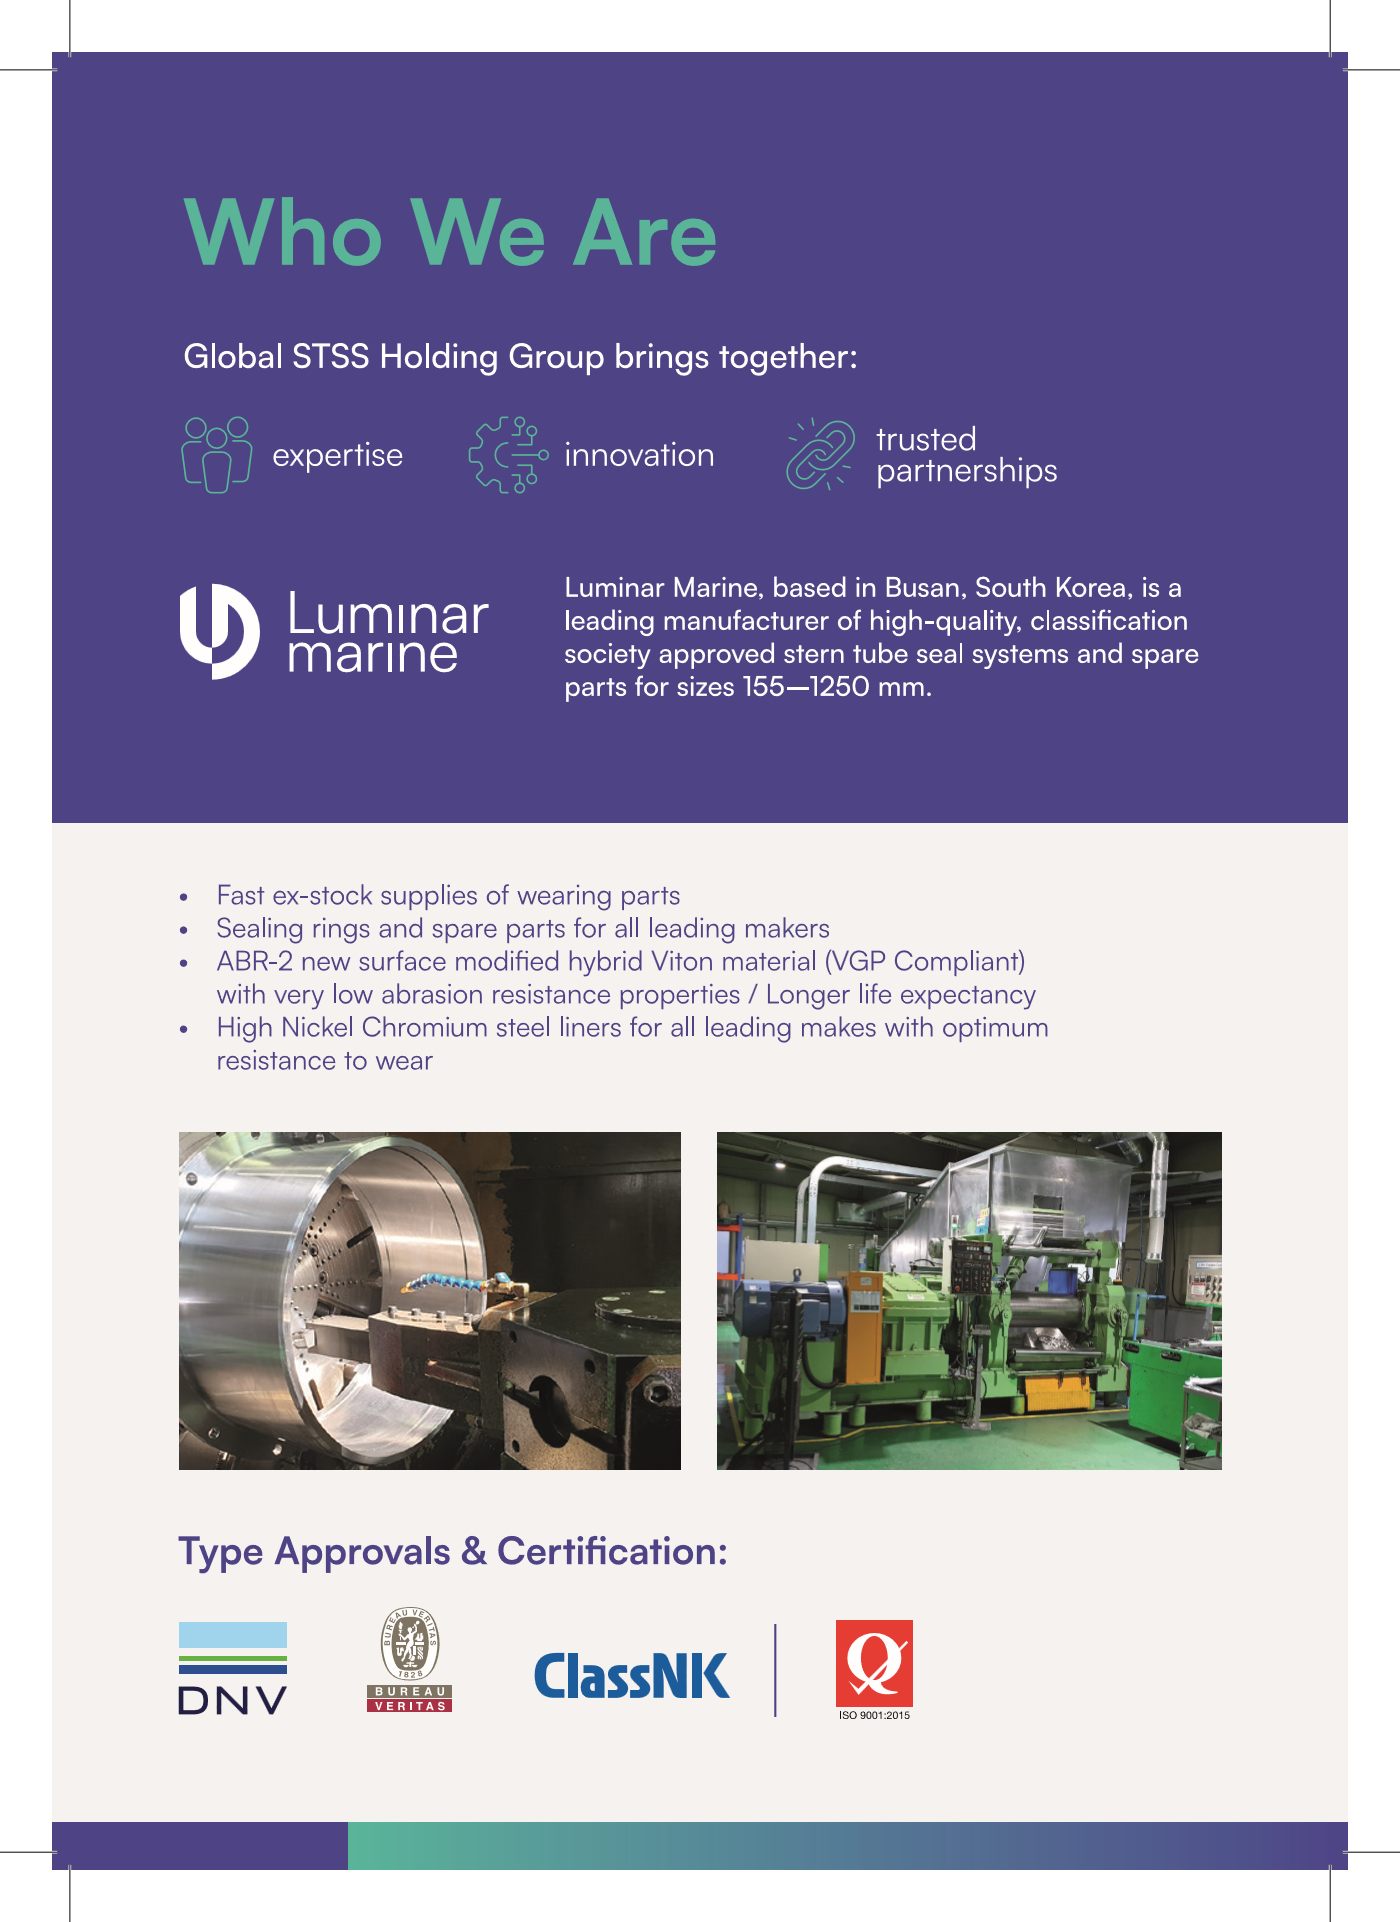 Who We Are
Global STSS Holding Group brings together:
expertise
innovation
trusted
partnerships
Luminar
marine
Luminar Marine, based in Busan, South Korea, is a
leading manufacturer of high-quality, classification
society approved stern tube seal systems and spare
parts for sizes 155—1250 mm.
• Fast ex-stock supplies of wearing parts
• Sealing rings and spare parts for all leading makers
• ABR-2 new surface modified hybrid Viton material (VGP Compliant)
with very low abrasion resistance properties / Longer life expectancy
• High Nickel Chromium steel liners for all leading makes with optimum
resistance to wear
Type Approvals & Certification:
DNV
BUREAU VERITAS
1828
BUREAU
VERITAS
ClassNK
ISO 9001:2015